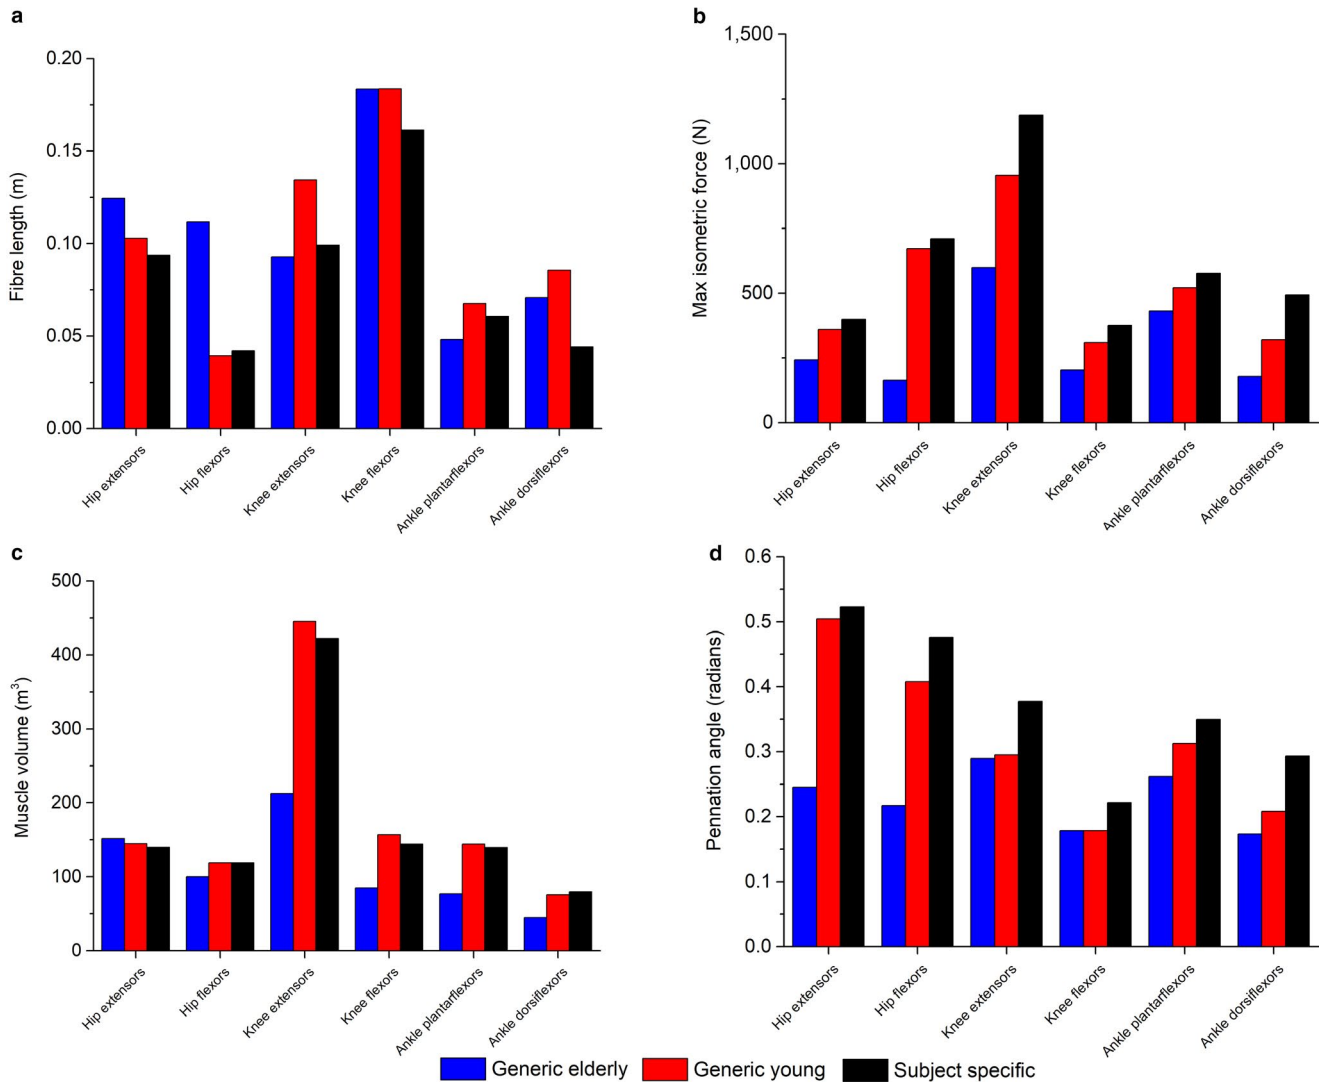 a
Fibre length (m)
0.20
0.15
0.10
0.05
0.00
Hip extensors
Hip flexors
Knee extensors
Knee flexors
Ankle plantarflexors
Ankle dorsiflexors
b
Max isometric force (N)
1,500
1,000
500
0
Hip extensors
Hip flexors
Knee extensors
Knee flexors
Ankle plantarflexors
Ankle dorsiflexors
c
Muscle volume (m³)
500
400
300
200
100
0
Hip extensors
Hip flexors
Knee extensors
Knee flexors
Ankle plantarflexors
Ankle dorsiflexors
d
Pennation angle (radians)
0.6
0.5
0.4
0.3
0.2
0.1
0.0
Hip extensors
Hip flexors
Knee extensors
Knee flexors
Ankle plantarflexors
Ankle dorsiflexors
Generic elderly
Generic young
Subject specific